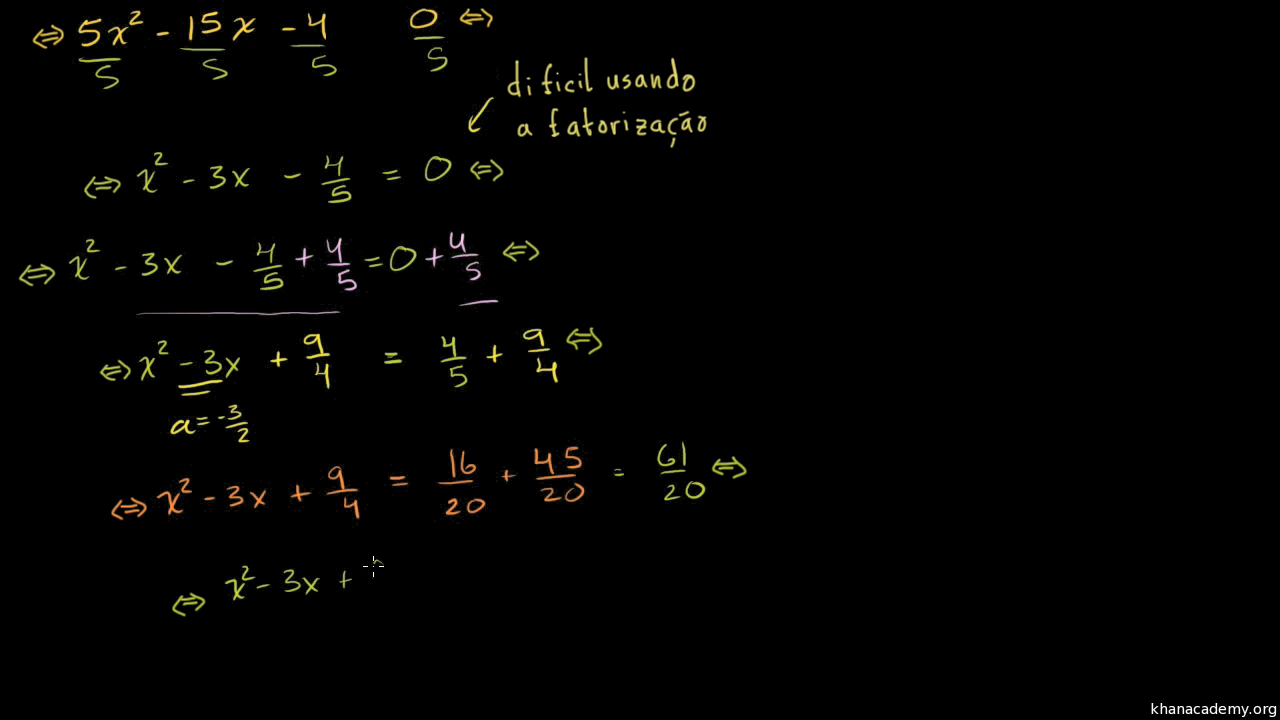 ⇔ 5x²/5 - 15x/5 - 4/5 0/5 ⇔
dificil usando
a fatorização
⇔ x² - 3x - 4/5 = 0 ⇔
⇔ x² - 3x - 4/5 + 4/5 = 0 + 4/5 ⇔
⇔ x² - 3x + 9/4 = 4/5 + 9/4 ⇔
a = -3/2
⇔ x² - 3x + 9/4 = 16/20 + 45/20 = 61/20 ⇔
⇔ x² - 3x +
khanacademy.org